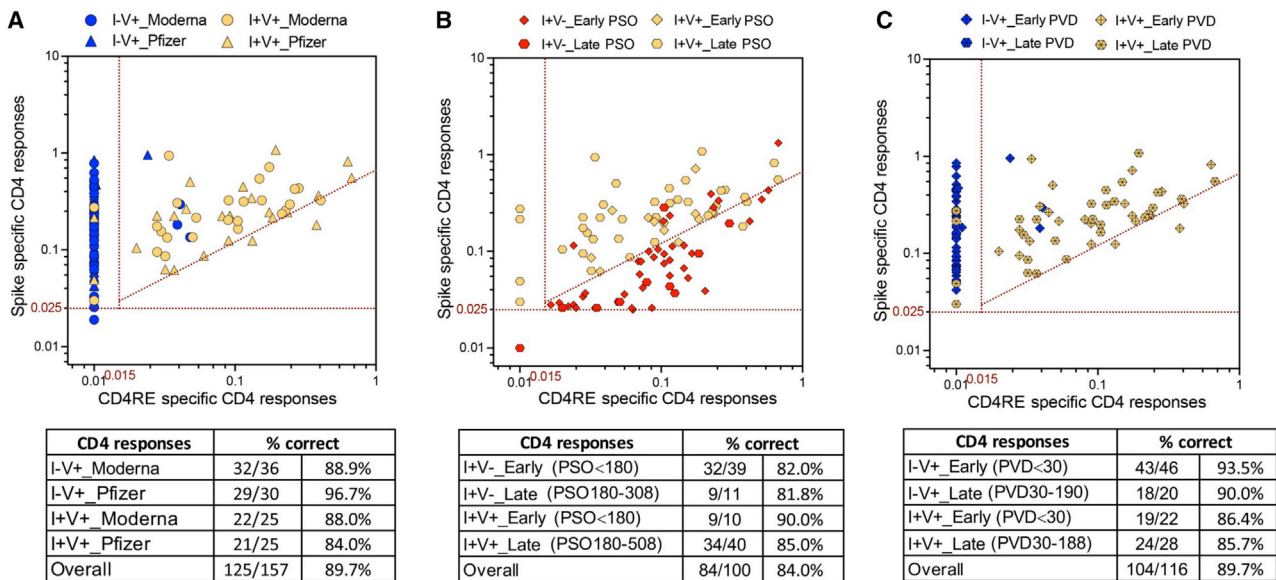 A
I-V+_Moderna I+V+_Moderna
I-V+_Pfizer I+V+_Pfizer
Spike specific CD4 responses
10
1
0.1
0.025
0.01
0.01 0.015 0.1 1
CD4RE specific CD4 responses
CD4 responses % correct
I-V+_Moderna 32/36 88.9%
I-V+_Pfizer 29/30 96.7%
I+V+_Moderna 22/25 88.0%
I+V+_Pfizer 21/25 84.0%
Overall 125/157 89.7%
B
I+V-_Early PSO I+V+_Early PSO
I+V-_Late PSO I+V+_Late PSO
Spike specific CD4 responses
10
1
0.1
0.025
0.01
0.01 0.015 0.1 1
CD4RE specific CD4 responses
CD4 responses % correct
I+V-_Early (PSO<180) 32/39 82.0%
I+V-_Late (PSO180-308) 9/11 81.8%
I+V+_Early (PSO<180) 9/10 90.0%
I+V+_Late (PSO180-508) 34/40 85.0%
Overall 84/100 84.0%
C
I-V+_Early PVD I+V+_Early PVD
I-V+_Late PVD I+V+_Late PVD
Spike specific CD4 responses
10
1
0.1
0.025
0.01
0.01 0.015 0.1 1
CD4RE specific CD4 responses
CD4 responses % correct
I-V+_Early (PVD<30) 43/46 93.5%
I-V+_Late (PVD30-190) 18/20 90.0%
I+V+_Early (PVD<30) 19/22 86.4%
I+V+_Late (PVD30-188) 24/28 85.7%
Overall 104/116 89.7%